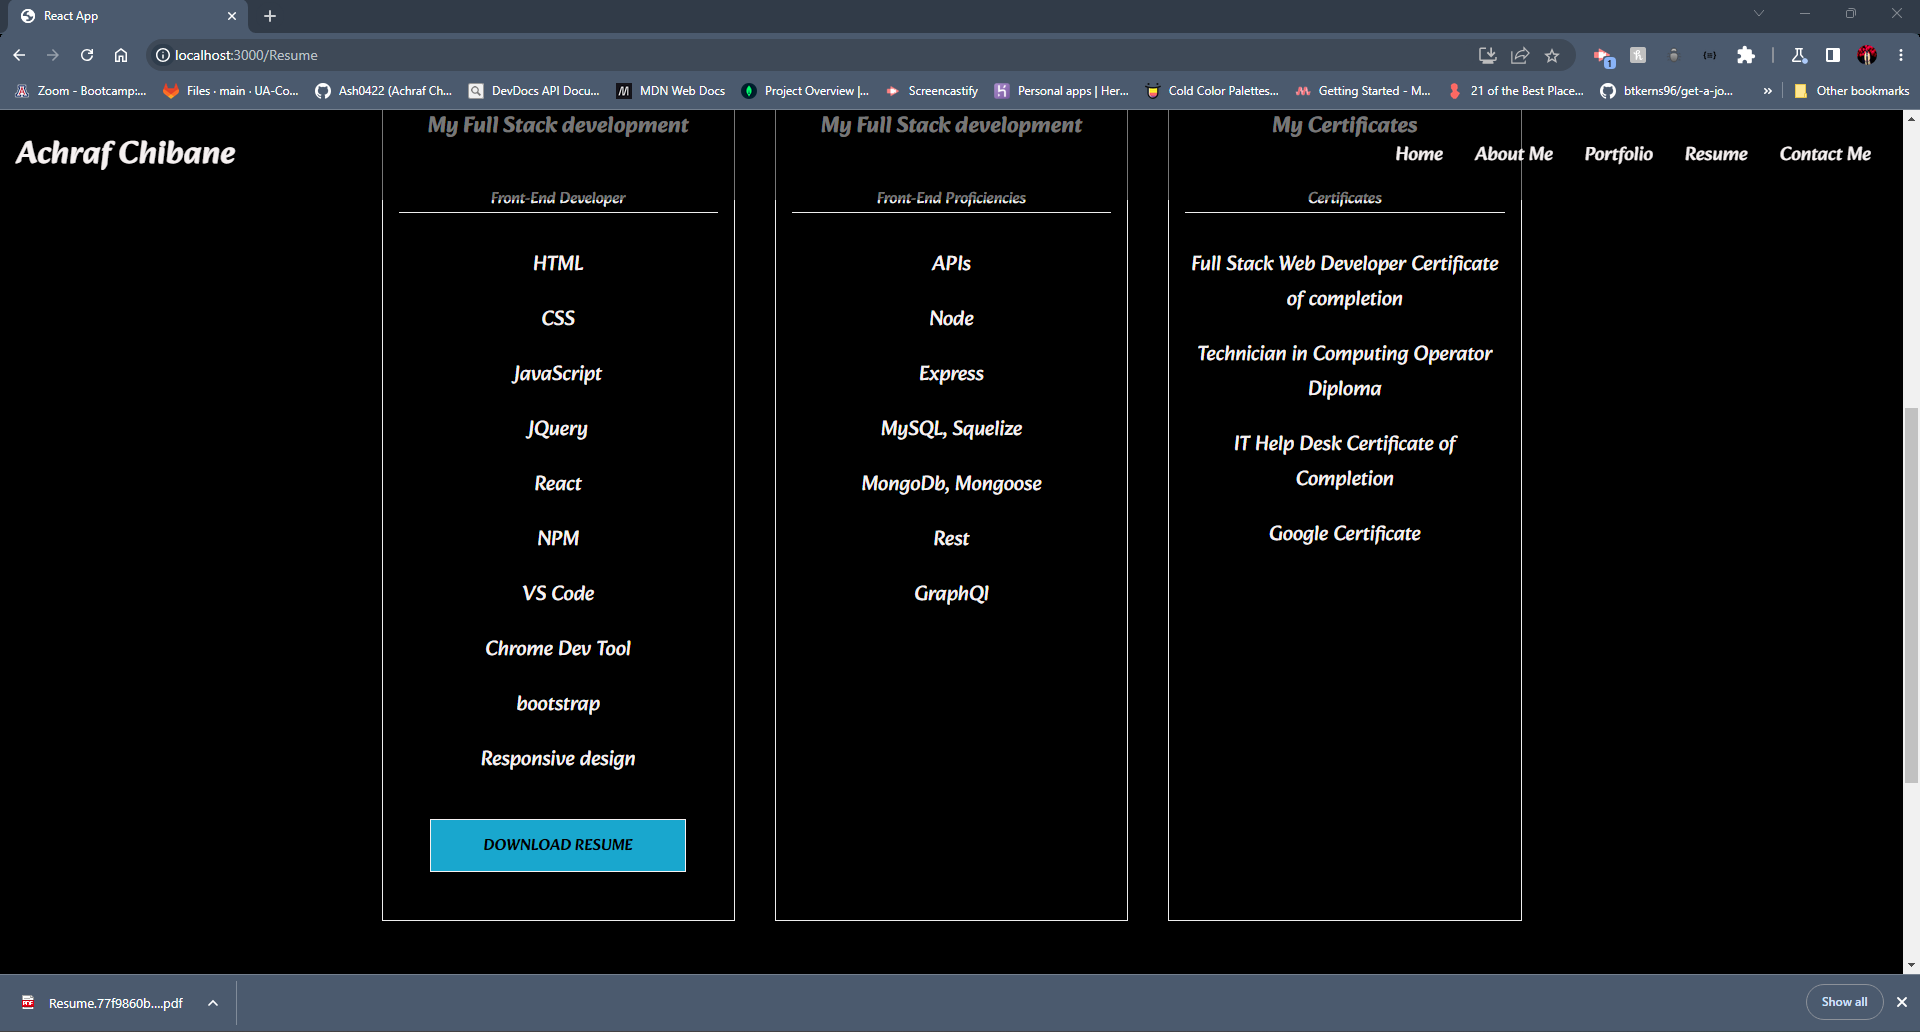 React App
localhost:3000/Resume
1
Zoom - Bootcamp:...
Files · main · UA-Co...
Ash0422 (Achraf Ch...
DevDocs API Docu...
MDN Web Docs
Project Overview |...
Screencastify
Personal apps | Her...
Cold Color Palettes...
Getting Started - M...
21 of the Best Place...
btkerns96/get-a-jo...
»
Other bookmarks
Achraf Chibane
Home
About Me
Portfolio
Resume
Contact Me
My Full Stack development
Front-End Developer
HTML
CSS
JavaScript
JQuery
React
NPM
VS Code
Chrome Dev Tool
bootstrap
Responsive design
DOWNLOAD RESUME
My Full Stack development
Front-End Proficiencies
APIs
Node
Express
MySQL, Squelize
MongoDb, Mongoose
Rest
GraphQl
My Certificates
Certificates
Full Stack Web Developer Certificate
of completion
Technician in Computing Operator
Diploma
IT Help Desk Certificate of
Completion
Google Certificate
Resume.77f9860b....pdf
Show all